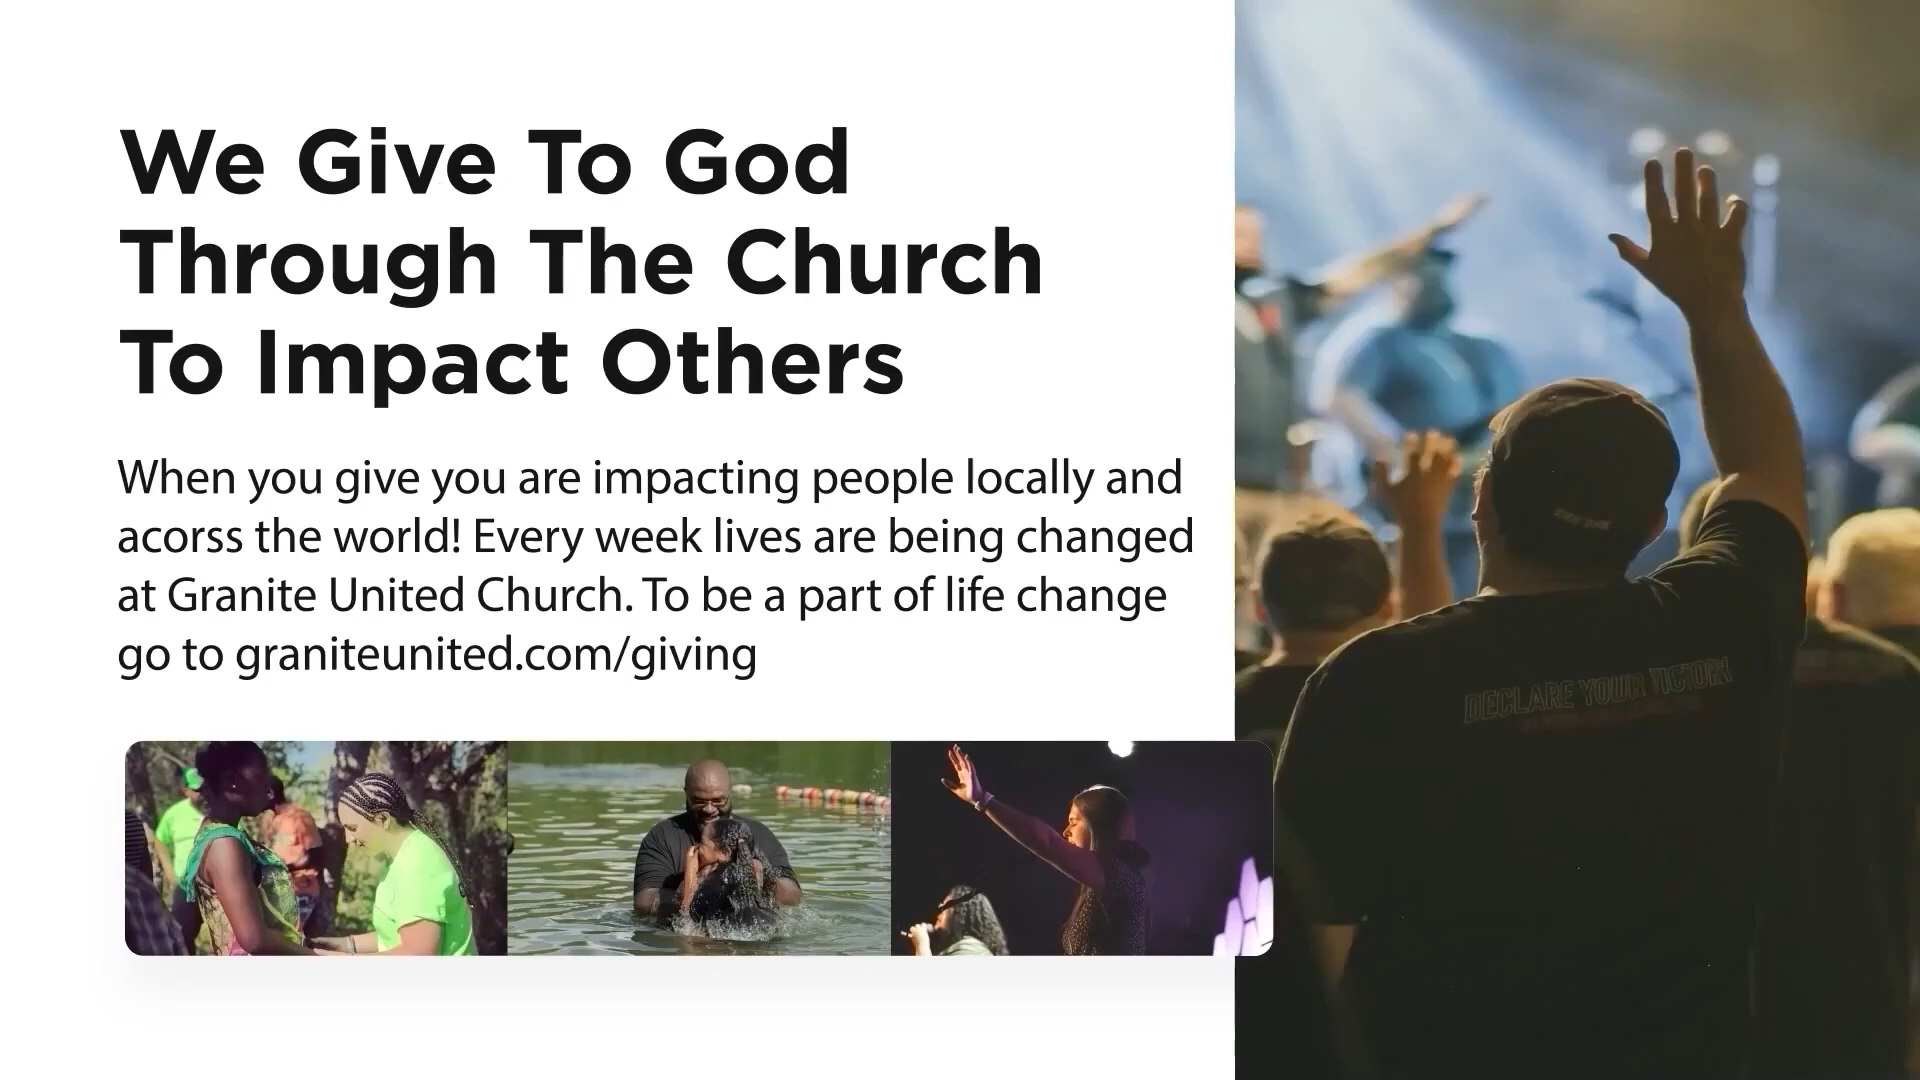 We Give To God
Through The Church
To Impact Others
When you give you are impacting people locally and
acorss the world! Every week lives are being changed
at Granite United Church. To be a part of life change
go to graniteunited.com/giving
DECLARE YOUR VICTORY